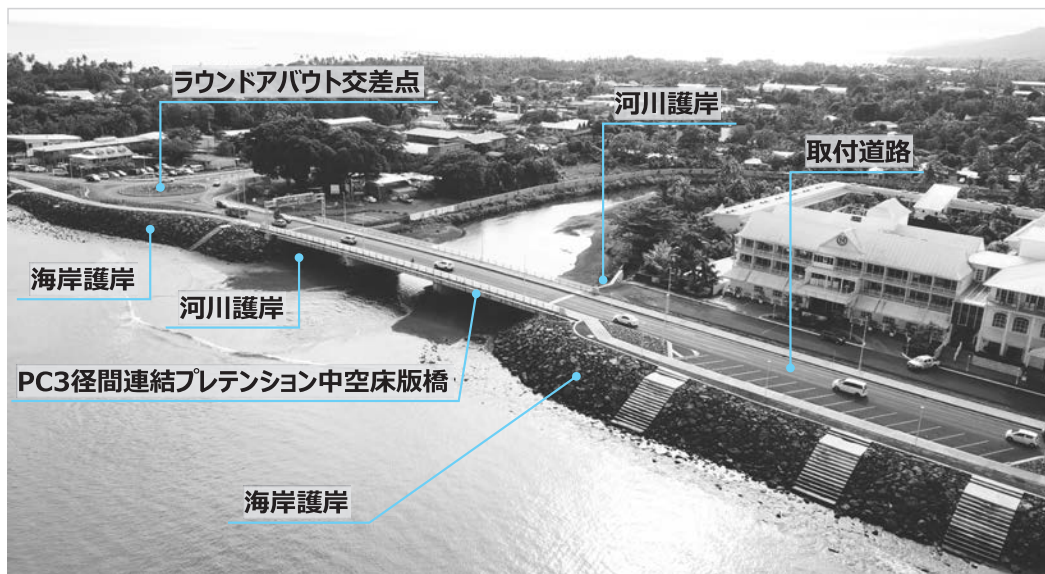 ラウンドアバウト交差点
河川護岸
取付道路
海岸護岸
河川護岸
PC3径間連結プレテンション中空床版橋
海岸護岸